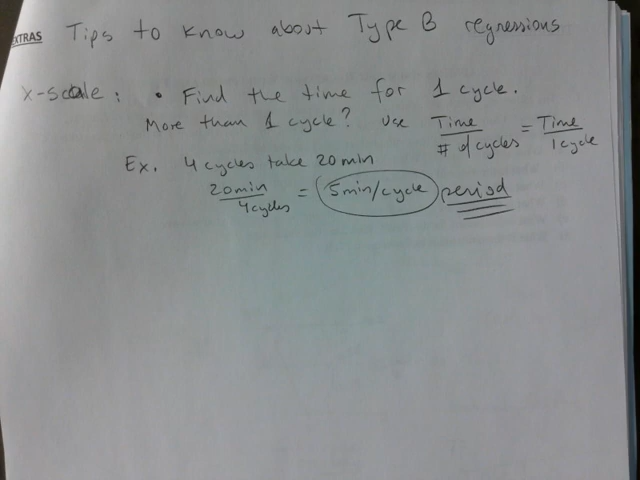 EXTRAS Tips to know about Type B regressions
x-scale: • Find the time for 1 cycle.
More than 1 cycle? use Time / # of cycles = Time / 1 cycle
Ex. 4 cycles take 20 min
20 min / 4 cycles = 5 min/cycle period